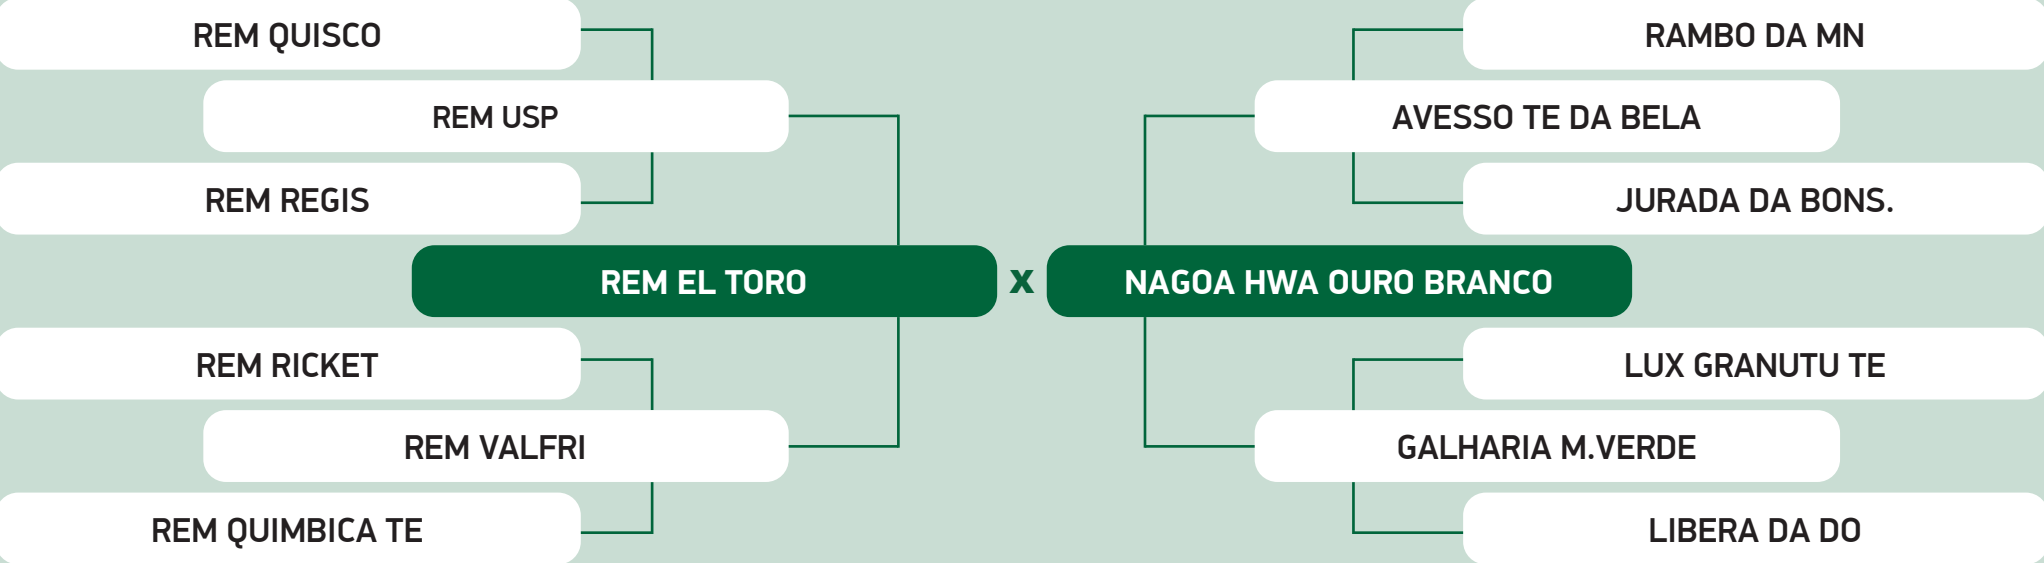 REM QUISCO
RAMBO DA MN
REM USP
AVESSO TE DA BELA
REM REGIS
JURADA DA BONS.
REM EL TORO x NAGOA HWA OURO BRANCO
REM RICKET
LUX GRANUTU TE
REM VALFRI
GALHARIA M.VERDE
REM QUIMBICA TE
LIBERA DA DO